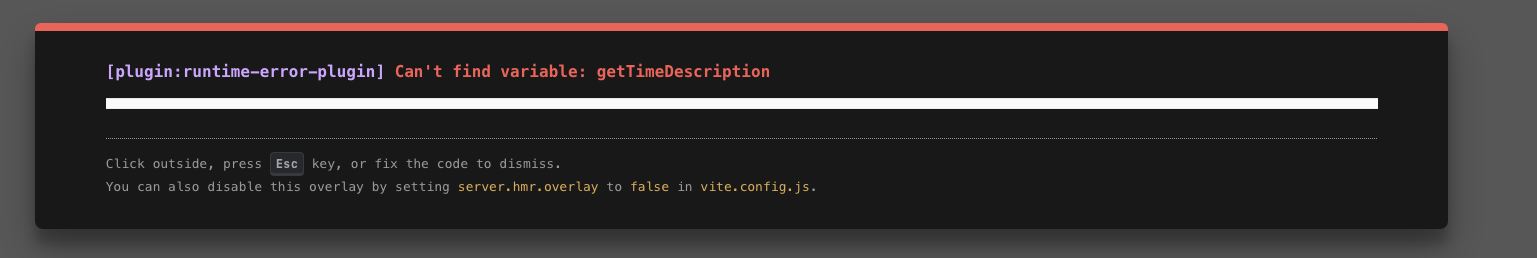 [plugin:runtime-error-plugin] Can't find variable: getTimeDescription
Click outside, press Esc key, or fix the code to dismiss.
You can also disable this overlay by setting server.hmr.overlay to false in vite.config.js.